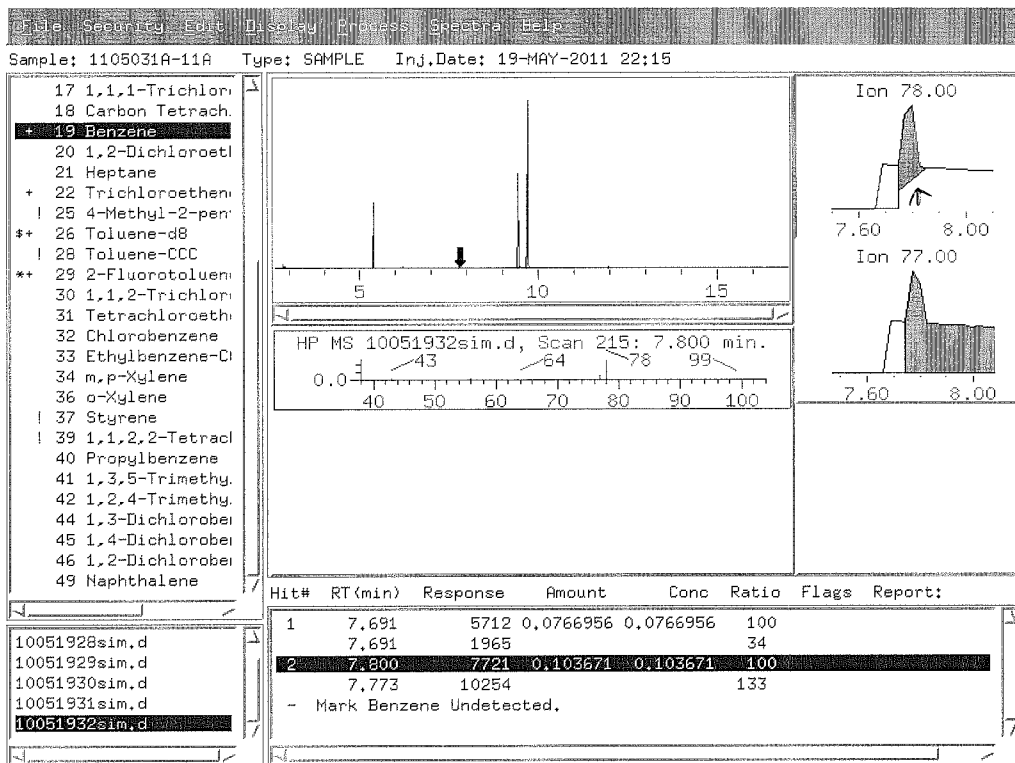 File Security Edit Display Process Spectra Help
Sample: 1105031A-11A Type: SAMPLE Inj.Date: 19-MAY-2011 22:15
17 1,1,1-Trichlor
18 Carbon Tetrach.
+ 19 Benzene
20 1,2-Dichloroetl
21 Heptane
+ 22 Trichloroethen
! 25 4-Methyl-2-pen
$+ 26 Toluene-d8
! 28 Toluene-CCC
*+ 29 2-Fluorotoluen
30 1,1,2-Trichlor
31 Tetrachloroeth
32 Chlorobenzene
33 Ethylbenzene-C
34 m,p-Xylene
36 o-Xylene
! 37 Styrene
! 39 1,1,2,2-Tetracl
40 Propylbenzene
41 1,3,5-Trimethy.
42 1,2,4-Trimethy.
44 1,3-Dichlorobe
45 1,4-Dichlorobe
46 1,2-Dichlorobe
49 Naphthalene
10051928sim.d
10051929sim.d
10051930sim.d
10051931sim.d
10051932sim.d
5 10 15
HP MS 10051932sim.d, Scan 215: 7.800 min.
43 64 78 99
0.0
40 50 60 70 80 90 100
Ion 78.00
7.60 8.00
Ion 77.00
7.60 8.00
Hit# RT(min) Response Amount Conc Ratio Flags Report:
1 7.691 5712 0.0766956 0.0766956 100
7.691 1965 34
2 7.800 7721 0.103671 0.103671 100
7.773 10254 133
- Mark Benzene Undetected.